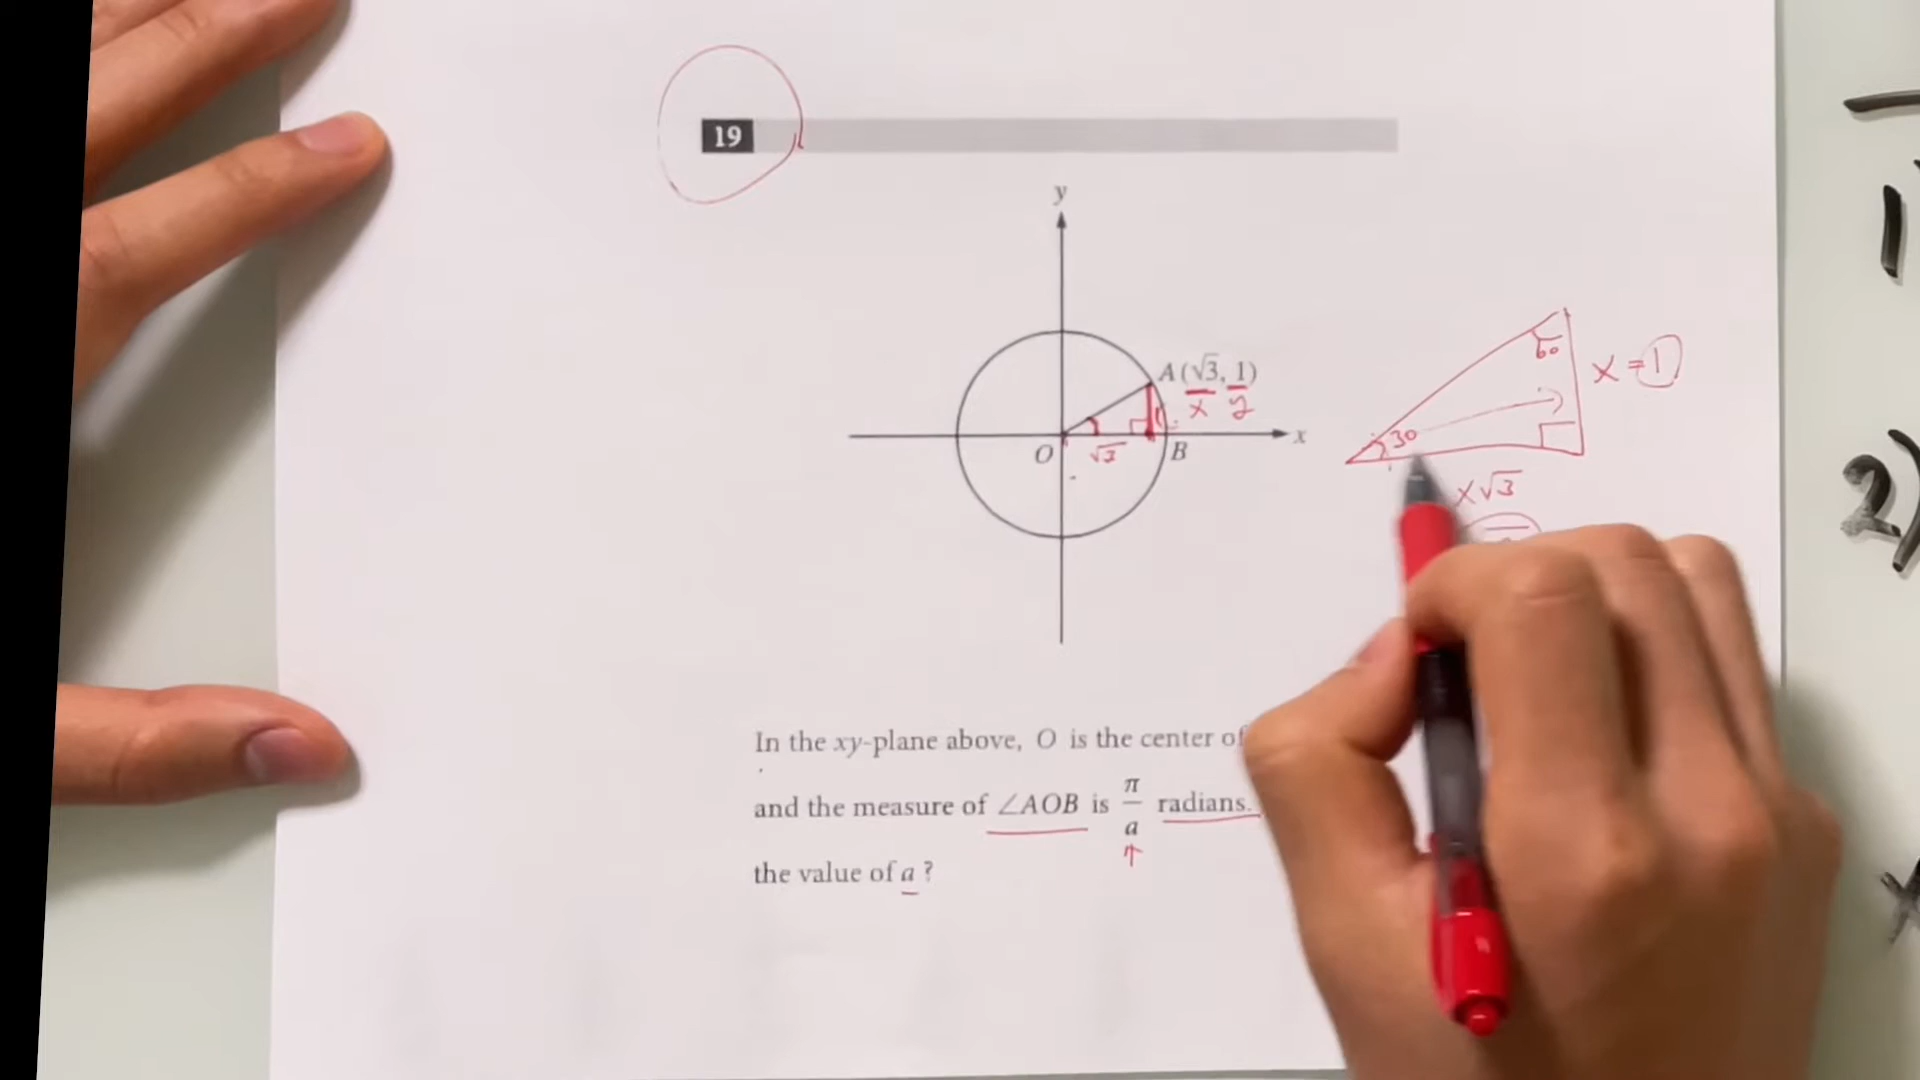 19
y
A (√3, 1)
x y
O √3 B x
60
x = 1
30
x√3
In the xy-plane above, O is the center of
and the measure of ∠AOB is π/a radians.
the value of a ?
1)
2)